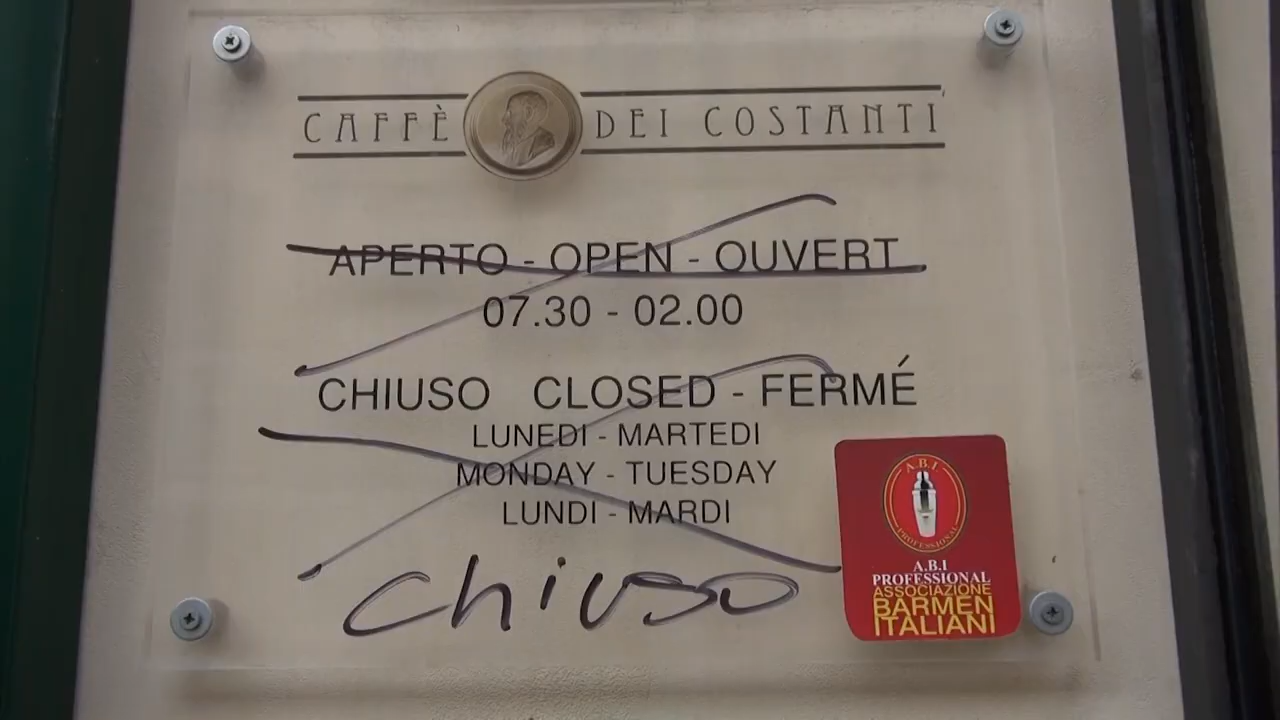 CAFFÈ DEI COSTANTI
APERTO - OPEN - OUVERT
07.30 - 02.00
CHIUSO CLOSED - FERMÉ
LUNEDI - MARTEDI
MONDAY - TUESDAY
LUNDI - MARDI
chiuso
A.B.I
PROFESSIONAL
A.B.I
PROFESSIONAL
ASSOCIAZIONE
BARMEN
ITALIANI